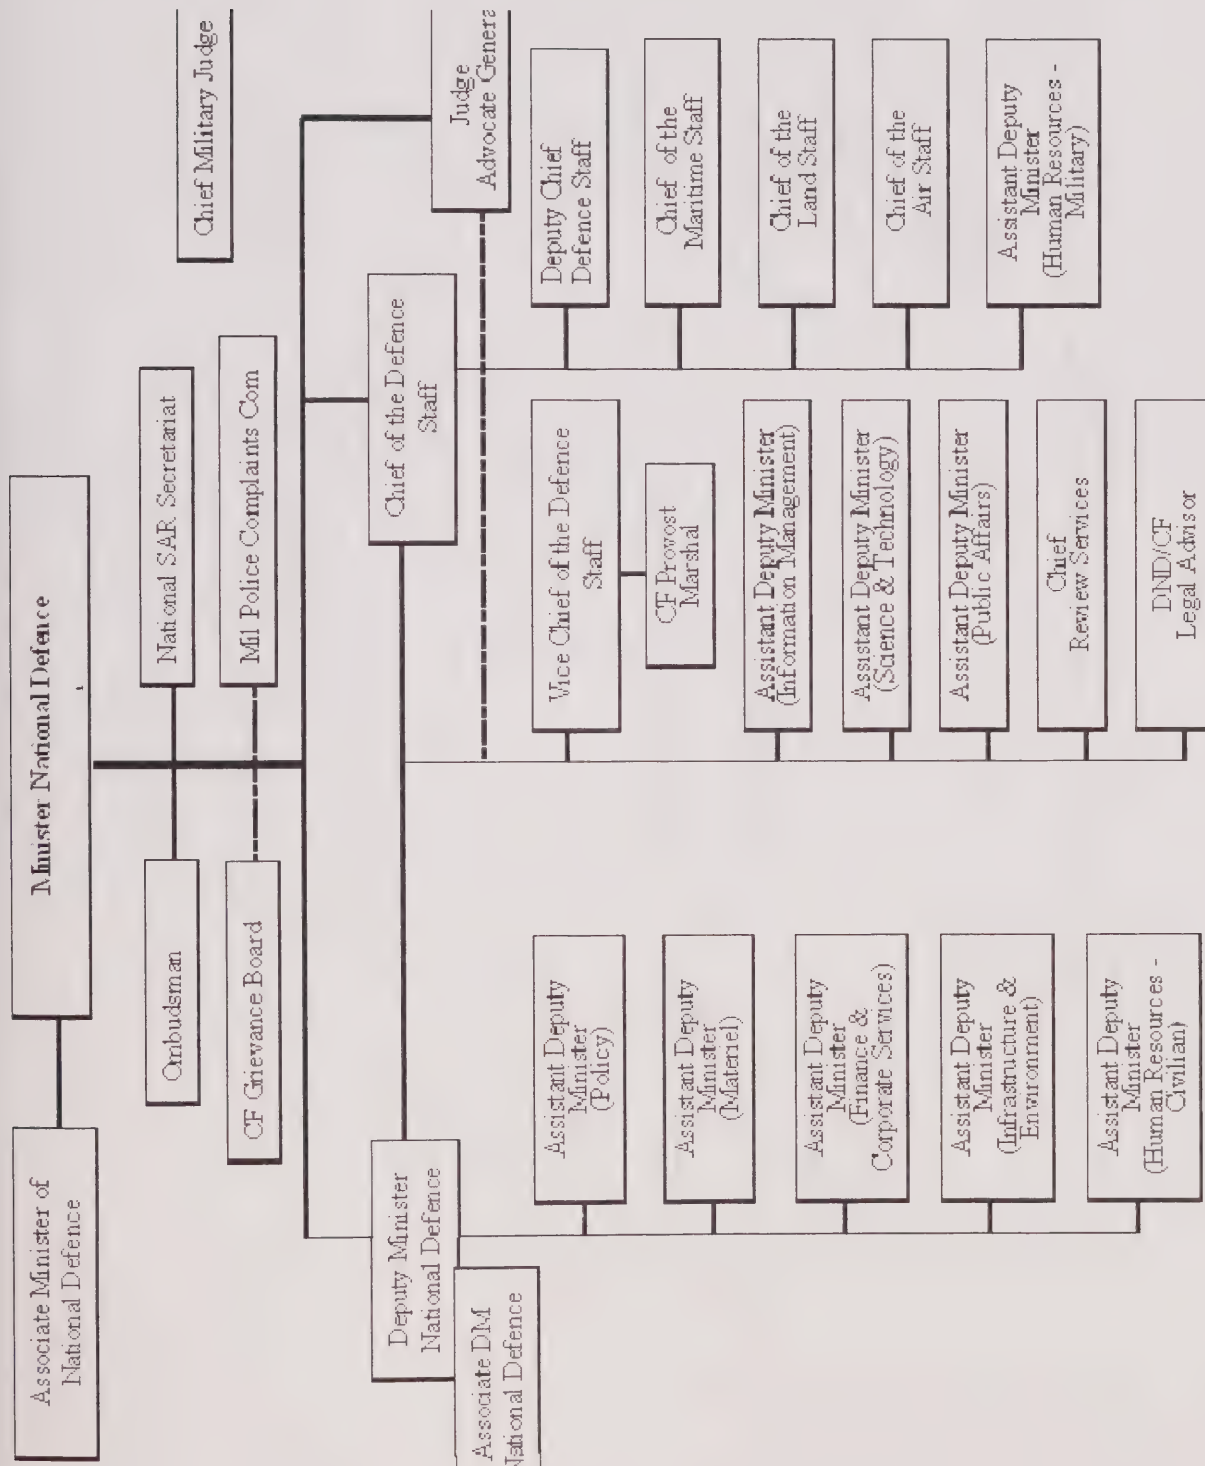 Associate Minister of
National Defence
Minister National Defence
Ombudsman
National SAR Secretariat
Chief Military Judge
CF Grievance Board
Mil Police Complaints Com
Deputy Minister
National Defence
Chief of the Defence
Staff
Judge
Advocate Genera
Associate DM
National Defence
Assistant Deputy
Minister
(Policy)
Assistant Deputy
Minister
(Materiel)
Assistant Deputy
Minister
(Finance &
Corporate Services)
Assistant Deputy
Minister
(Infrastructure &
Environment)
Assistant Deputy
Minister
(Human Resources -
Civilian)
Vice Chief of the Defence
Staff
CF Provost
Marshal
Assistant Deputy Minister
(Information Management)
Assistant Deputy Minister
(Science & Technology)
Assistant Deputy Minister
(Public Affairs)
Chief
Review Services
DND/CF
Legal Advisor
Deputy Chief
Defence Staff
Chief of the
Maritime Staff
Chief of the
Land Staff
Chief of the
Air Staff
Assistant Deputy
Minister
(Human Resources -
Military)